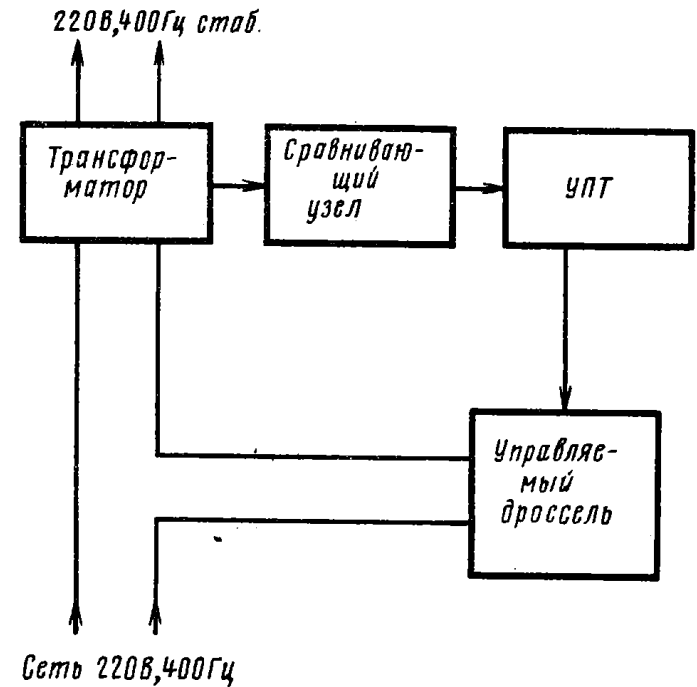 220В,400Гц стаб.
Трансфор-
матор
Сравниваю-
щий
узел
УПТ
Управляе-
мый
дроссель
Сеть 220В,400Гц